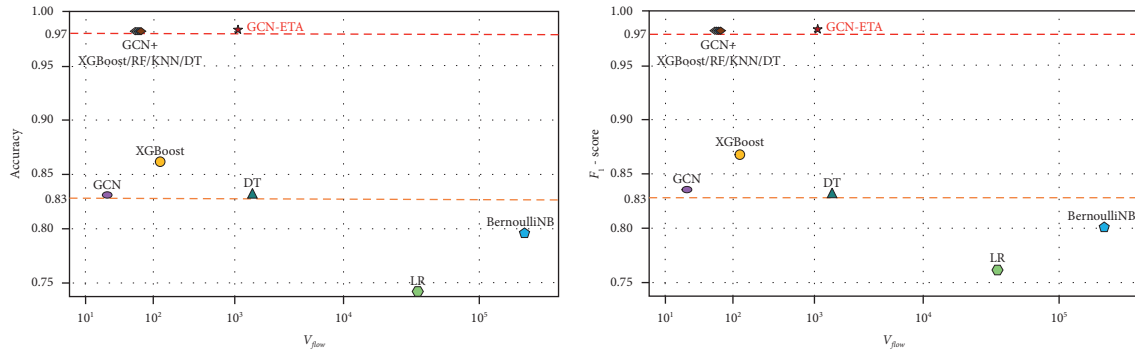 1.00
0.97
0.95
0.90
0.85
0.83
0.80
0.75
Accuracy
GCN-ETA
GCN+
XGBoost/RF/KNN/DT
XGBoost
GCN
DT
BernoulliNB
LR
10¹
10²
10³
10⁴
10⁵
V_flow
1.00
0.97
0.95
0.90
0.85
0.83
0.80
0.75
F₁ - score
GCN-ETA
GCN+
XGBoost/RF/KNN/DT
XGBoost
GCN
DT
BernoulliNB
LR
10¹
10²
10³
10⁴
10⁵
V_flow